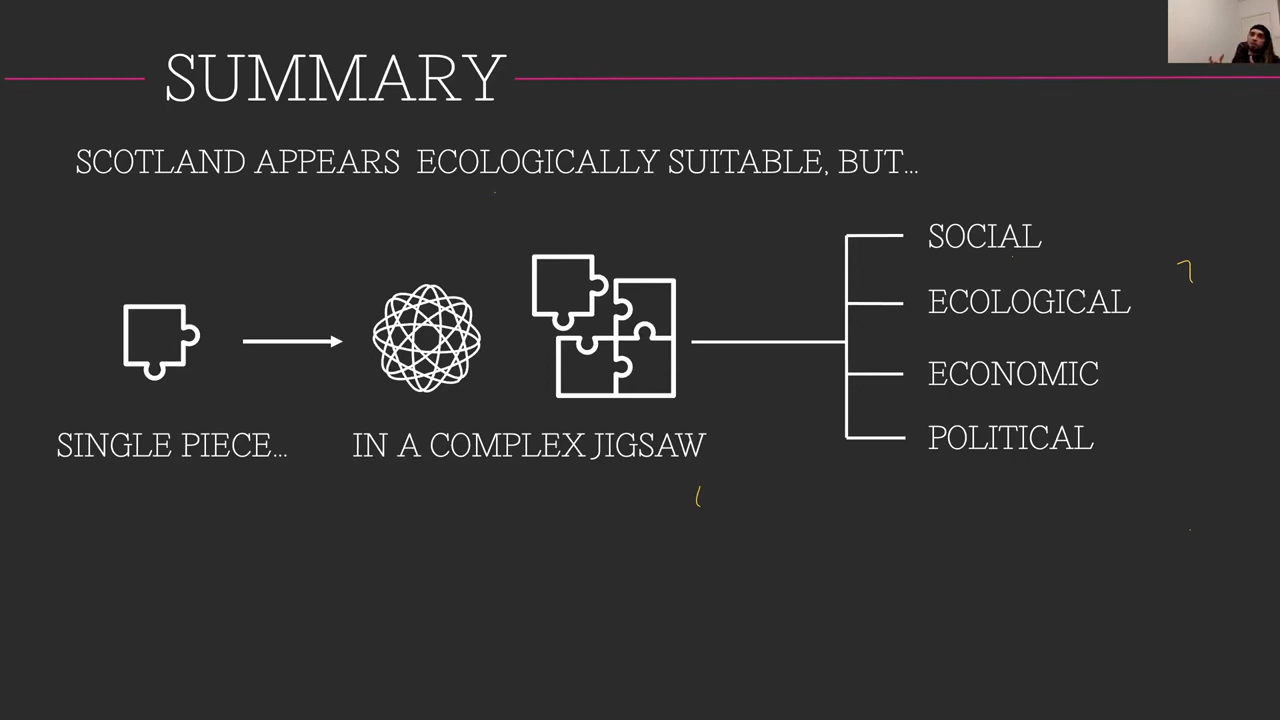 SUMMARY
SCOTLAND APPEARS ECOLOGICALLY SUITABLE, BUT...
SOCIAL
ECOLOGICAL
ECONOMIC
POLITICAL
SINGLE PIECE...
IN A COMPLEX JIGSAW